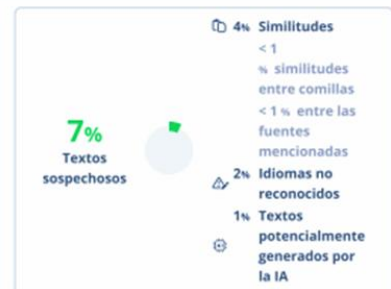 7%
Textos
sospechosos
4% Similitudes
< 1
% similitudes
entre comillas
< 1 % entre las
fuentes
mencionadas
2% Idiomas no
reconocidos
1% Textos
potencialmente
generados por
la IA